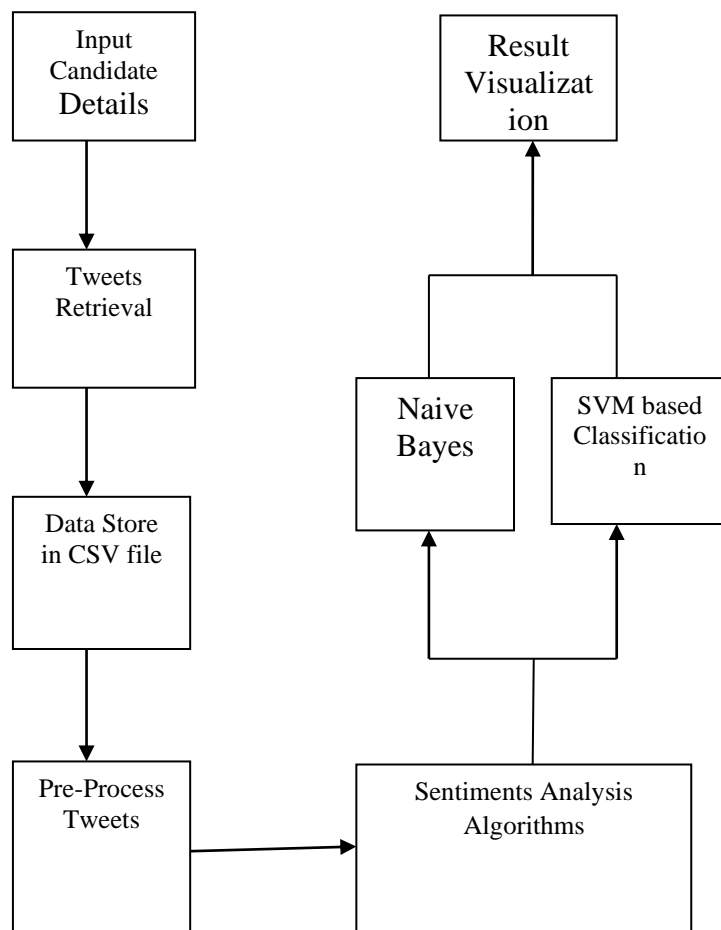 Input
Candidate
Details
Tweets
Retrieval
Data Store
in CSV file
Pre-Process
Tweets
Sentiments Analysis
Algorithms
Naive
Bayes
SVM based
Classificatio
n
Result
Visualizat
ion